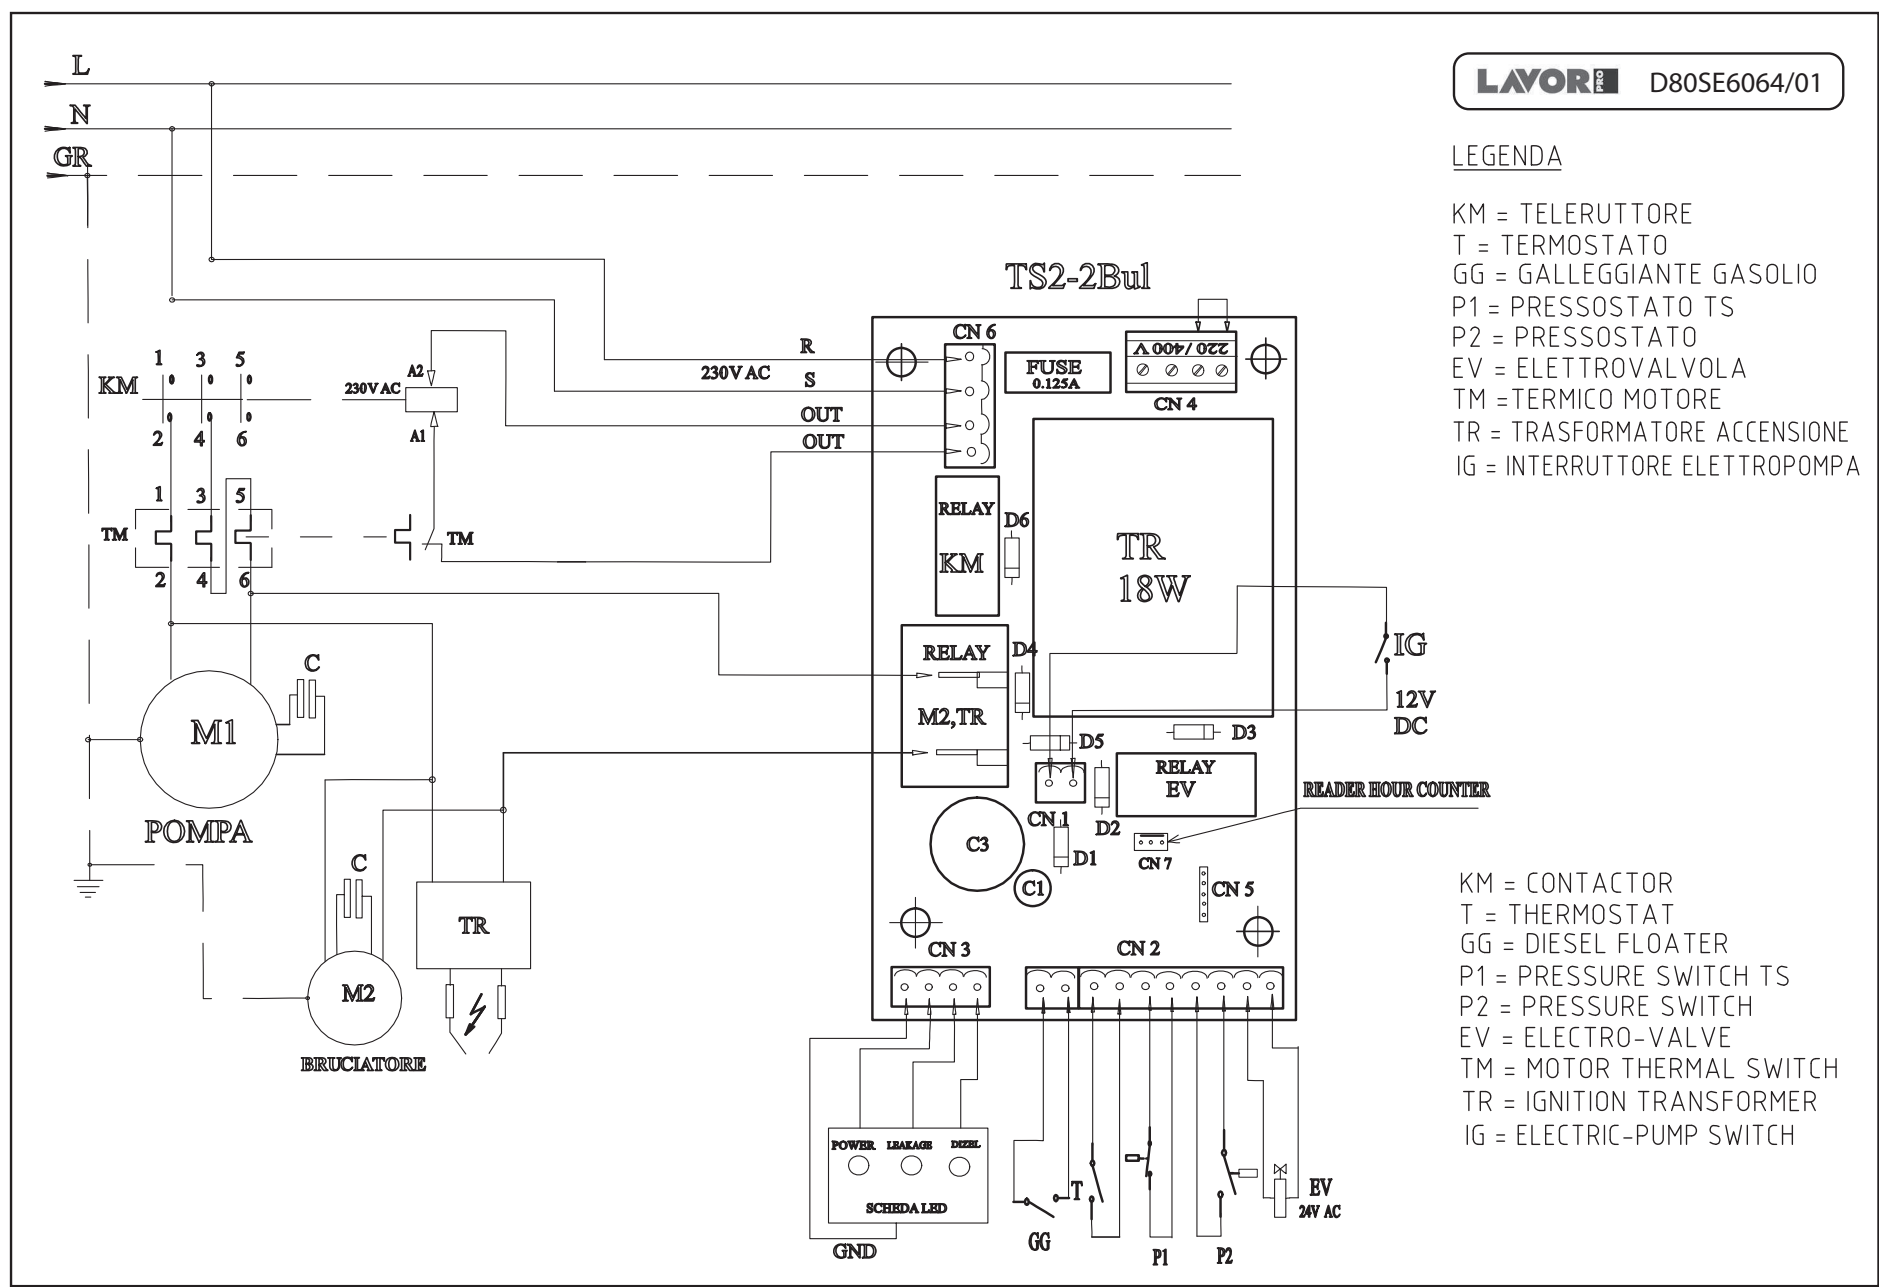 L
N
GR
LAVOR PRO D80SE6064/01
LEGENDA
KM = TELERUTTORE
T = TERMOSTATO
GG = GALLEGGIANTE GASOLIO
P1 = PRESSOSTATO TS
P2 = PRESSOSTATO
EV = ELETTROVALVOLA
TM =TERMICO MOTORE
TR = TRASFORMATORE ACCENSIONE
IG = INTERRUTTORE ELETTROPOMPA
TS2-2Bul
CN 6
R
230V AC
S
OUT
OUT
FUSE
0.125A
220 / 400 V
CN 4
1 3 5
KM
2 4 6
230V AC
A2
A1
1 3 5
TM
2 4 6
TM
RELAY
KM
D6
TR
18W
RELAY
M2,TR
D4
IG
12V
DC
D3
D5
RELAY
EV
CN 1
D2
D1
READER HOUR COUNTER
CN 7
CN 5
C3
C1
M1
C
POMPA
C
M2
BRUCIATORE
TR
CN 3
CN 2
POWER LEAKAGE DIZEL
SCHEDA LED
GND
GG
T
P1
P2
EV
24V AC
KM = CONTACTOR
T = THERMOSTAT
GG = DIESEL FLOATER
P1 = PRESSURE SWITCH TS
P2 = PRESSURE SWITCH
EV = ELECTRO-VALVE
TM = MOTOR THERMAL SWITCH
TR = IGNITION TRANSFORMER
IG = ELECTRIC-PUMP SWITCH